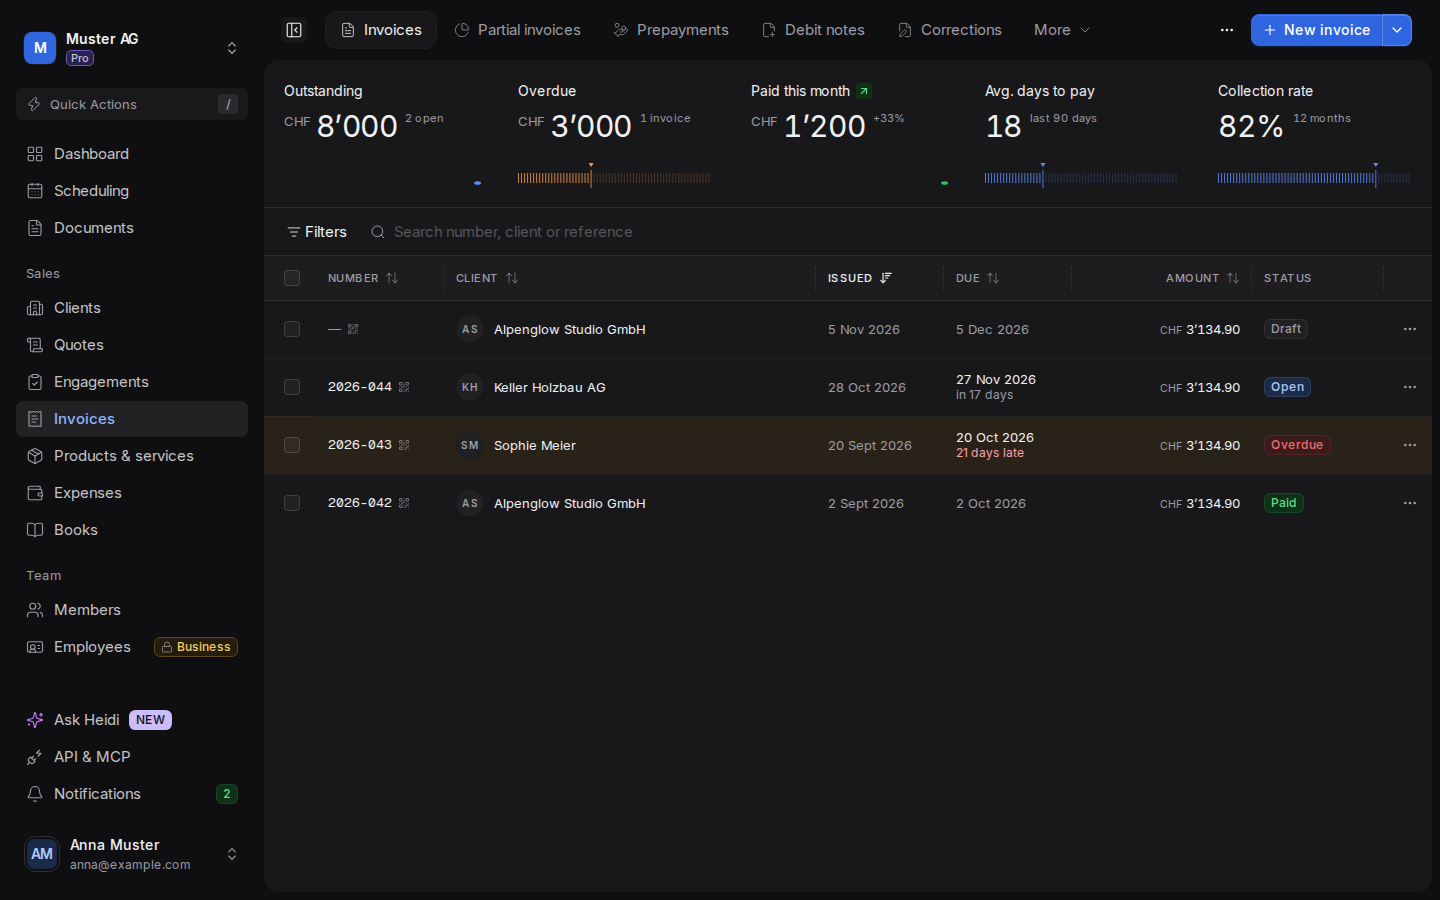 Muster AG
Pro
Quick Actions /
Dashboard
Scheduling
Documents
Sales
Clients
Quotes
Engagements
Invoices
Products & services
Expenses
Books
Team
Members
Employees Business
Ask Heidi NEW
API & MCP
Notifications 2
AM Anna Muster
anna@example.com
M
Invoices Partial invoices Prepayments Debit notes Corrections More New invoice
Outstanding Overdue Paid this month Avg. days to pay Collection rate
CHF 8’000 2 open CHF 3’000 1 invoice CHF 1’200 +33% 18 last 90 days 82% 12 months
Filters Search number, client or reference
NUMBER CLIENT ISSUED DUE AMOUNT STATUS
— AS Alpenglow Studio GmbH 5 Nov 2026 5 Dec 2026 CHF 3’134.90 Draft
2026-044 KH Keller Holzbau AG 28 Oct 2026 27 Nov 2026 CHF 3’134.90 Open
in 17 days
2026-043 SM Sophie Meier 20 Sept 2026 20 Oct 2026 CHF 3’134.90 Overdue
21 days late
2026-042 AS Alpenglow Studio GmbH 2 Sept 2026 2 Oct 2026 CHF 3’134.90 Paid